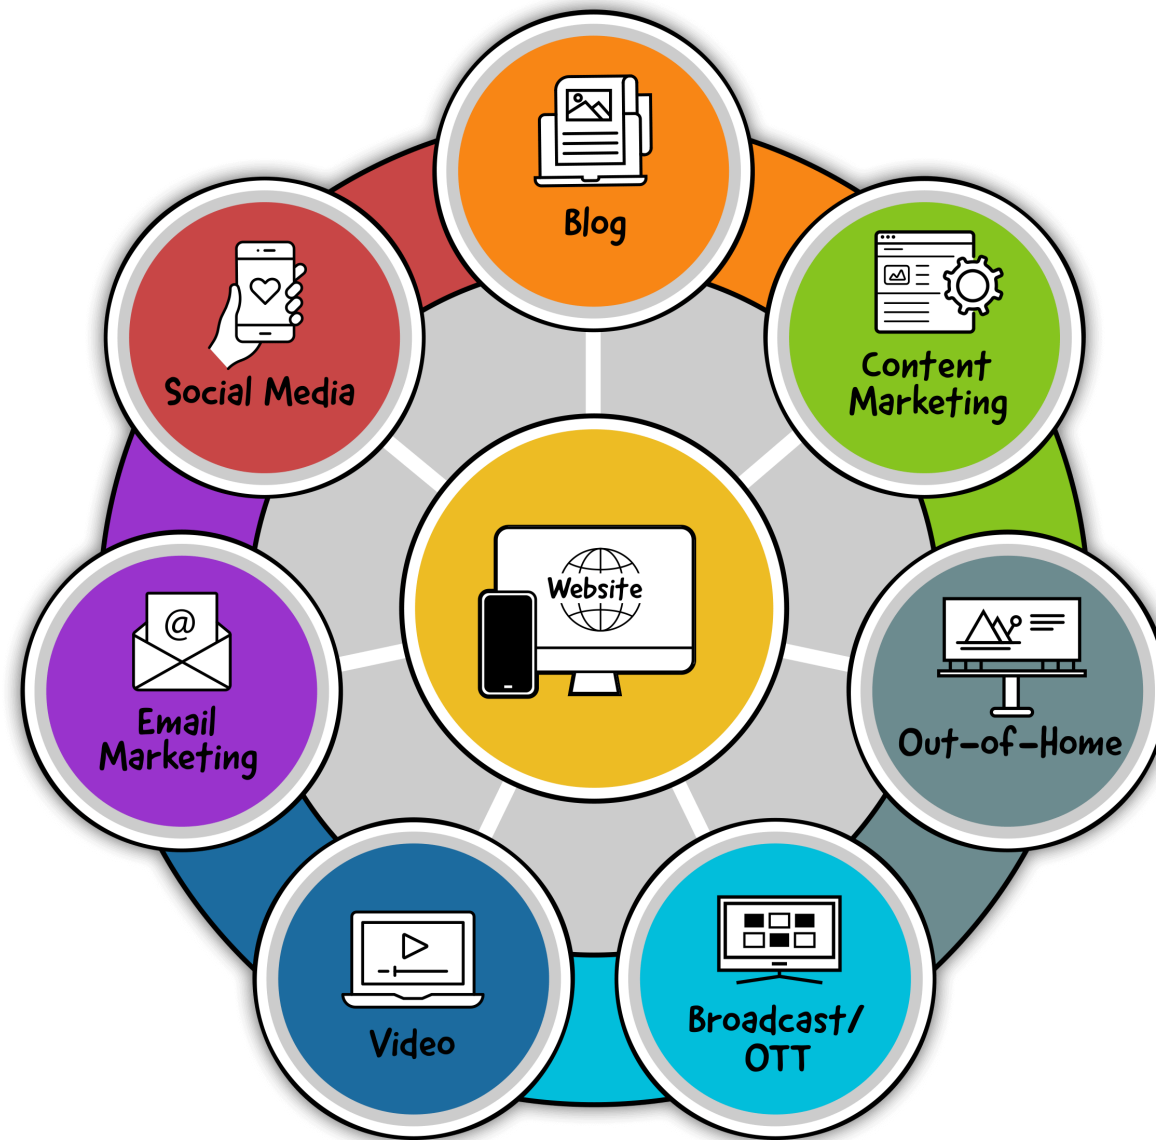 Blog
Content
Marketing
Social Media
Website
@
Email
Marketing
Out-of-Home
Broadcast/
OTT
Video